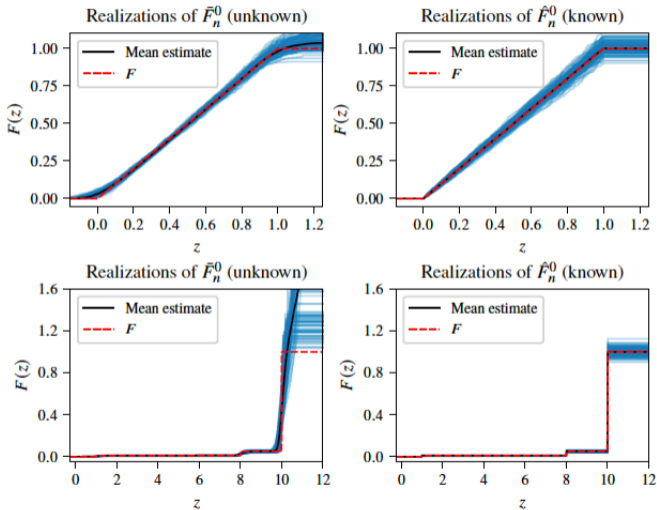 Realizations of F̄⁰ₙ (unknown)
Realizations of F̂⁰ₙ (known)
F(z)
1.00
0.75
0.50
0.25
0.00
Mean estimate
F
0.0 0.2 0.4 0.6 0.8 1.0 1.2
z
F(z)
1.00
0.75
0.50
0.25
0.00
Mean estimate
F
0.0 0.2 0.4 0.6 0.8 1.0 1.2
z
Realizations of F̄⁰ₙ (unknown)
Realizations of F̂⁰ₙ (known)
F(z)
1.6
1.2
0.8
0.4
0.0
Mean estimate
F
0 2 4 6 8 10 12
z
F(z)
1.6
1.2
0.8
0.4
0.0
Mean estimate
F
0 2 4 6 8 10 12
z